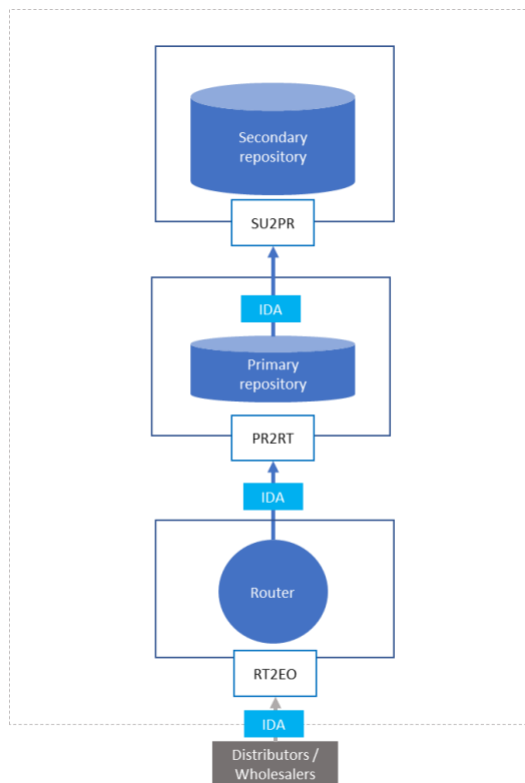 Secondary
repository
SU2PR
IDA
Primary
repository
PR2RT
IDA
Router
RT2EO
IDA
Distributors /
Wholesalers